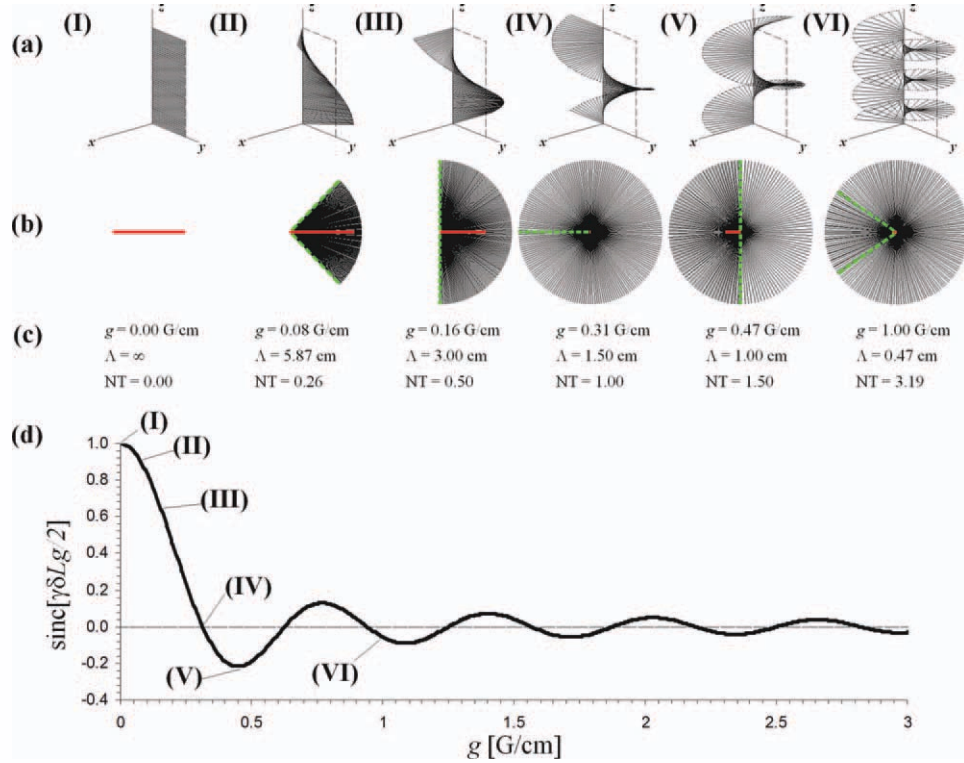 (I) (II) (III) (IV) (V) (VI)
(a)
z z z z z z
x y x y x y x y x y x y
(b)
(c)
g = 0.00 G/cm g = 0.08 G/cm g = 0.16 G/cm g = 0.31 G/cm g = 0.47 G/cm g = 1.00 G/cm
Λ = ∞ Λ = 5.87 cm Λ = 3.00 cm Λ = 1.50 cm Λ = 1.00 cm Λ = 0.47 cm
NT = 0.00 NT = 0.26 NT = 0.50 NT = 1.00 NT = 1.50 NT = 3.19
(d)
(I)
(II)
(III)
(IV)
(V)
(VI)
1.0
0.8
0.6
0.4
0.2
0.0
-0.2
-0.4
sinc[γδLg/2]
0 0.5 1 1.5 2 2.5 3
g [G/cm]